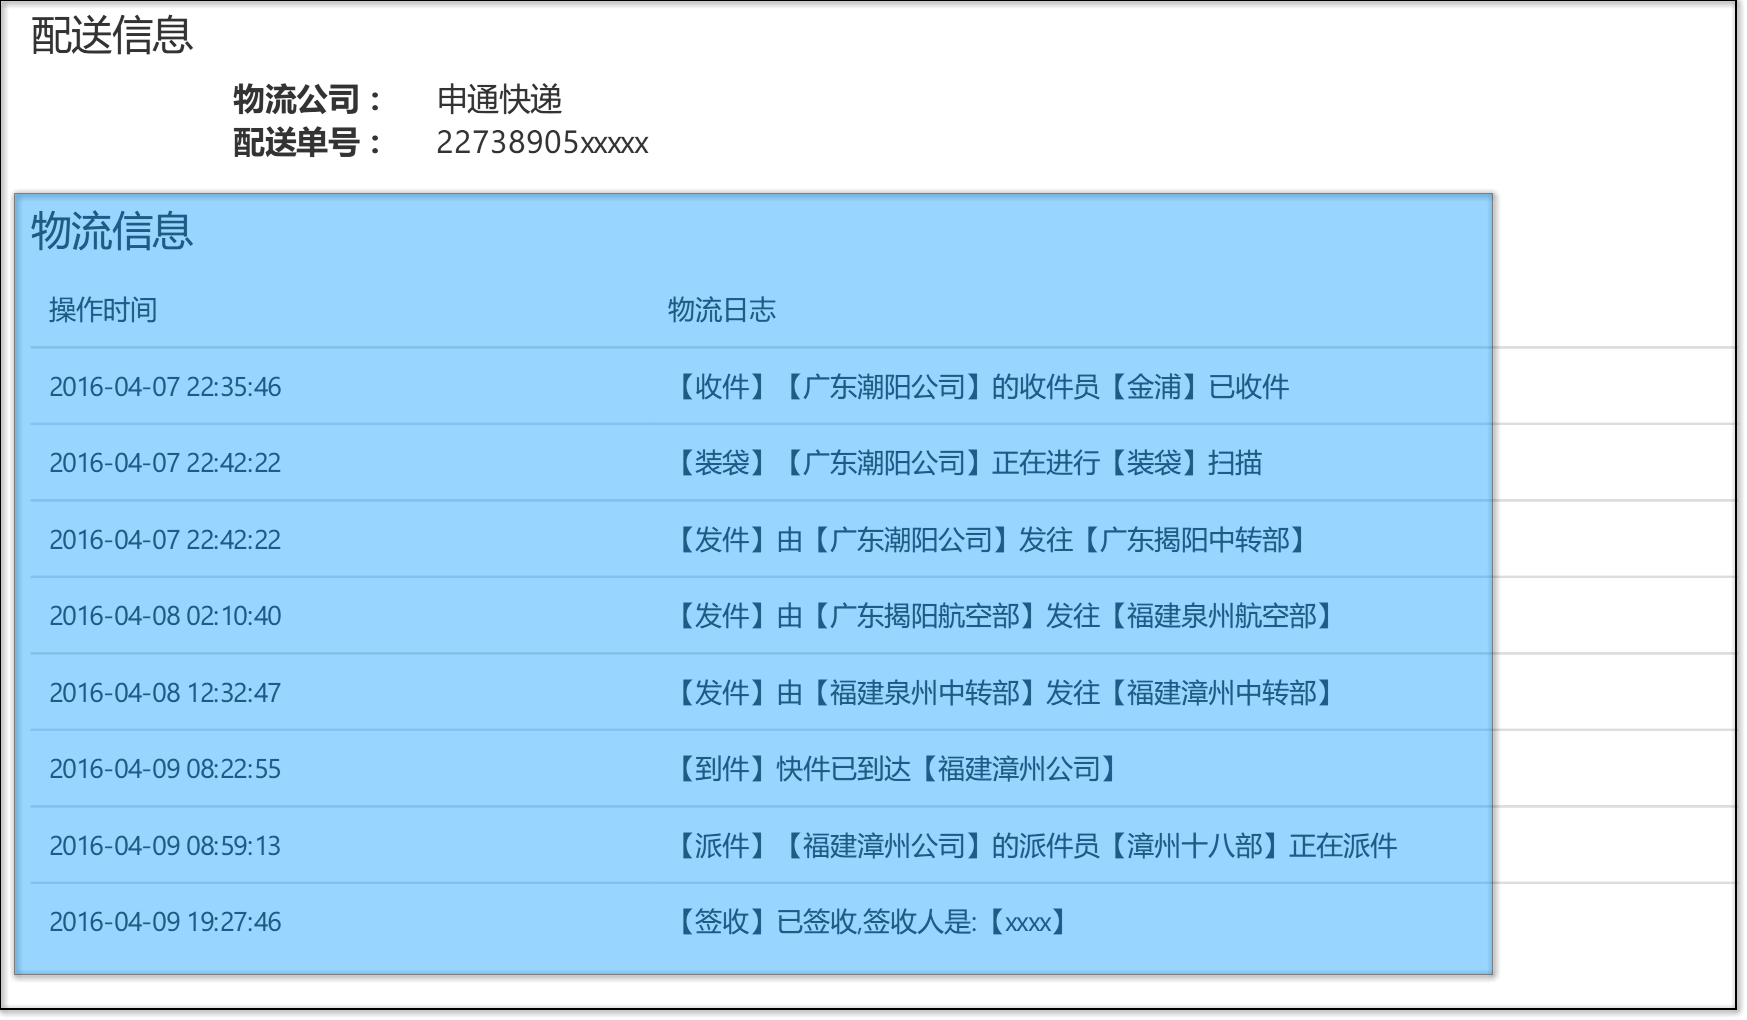 配送信息
物流公司： 申通快递
配送单号： 22738905xxxxx
物流信息
操作时间 物流日志
2016-04-07 22:35:46 【收件】【广东潮阳公司】的收件员【金浦】已收件
2016-04-07 22:42:22 【装袋】【广东潮阳公司】正在进行【装袋】扫描
2016-04-07 22:42:22 【发件】由【广东潮阳公司】发往【广东揭阳中转部】
2016-04-08 02:10:40 【发件】由【广东揭阳航空部】发往【福建泉州航空部】
2016-04-08 12:32:47 【发件】由【福建泉州中转部】发往【福建漳州中转部】
2016-04-09 08:22:55 【到件】快件已到达【福建漳州公司】
2016-04-09 08:59:13 【派件】【福建漳州公司】的派件员【漳州十八部】正在派件
2016-04-09 19:27:46 【签收】已签收,签收人是:【xxxx】